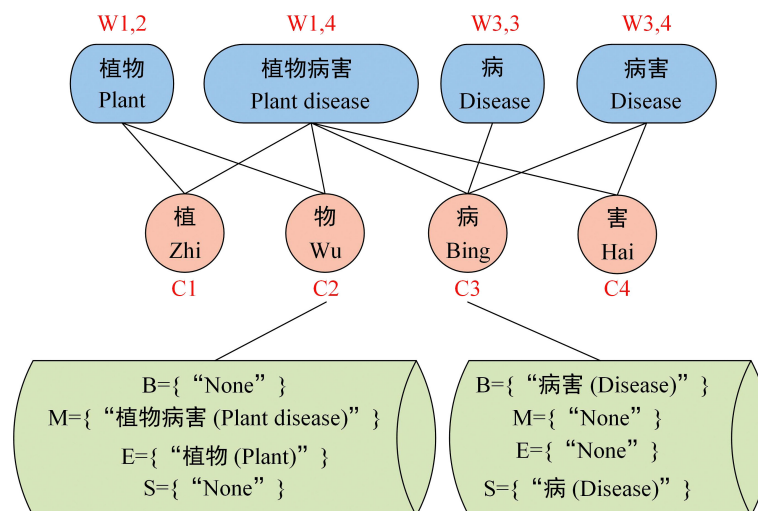 W1,2 W1,4 W3,3 W3,4
植物 植物病害 病 病害
Plant Plant disease Disease Disease
植 物 病 害
Zhi Wu Bing Hai
C1 C2 C3 C4
B={ “None” }
M={ “植物病害 (Plant disease)” }
E={ “植物 (Plant)” }
S={ “None” }
B={ “病害 (Disease)” }
M={ “None” }
E={ “None” }
S={ “病 (Disease)” }